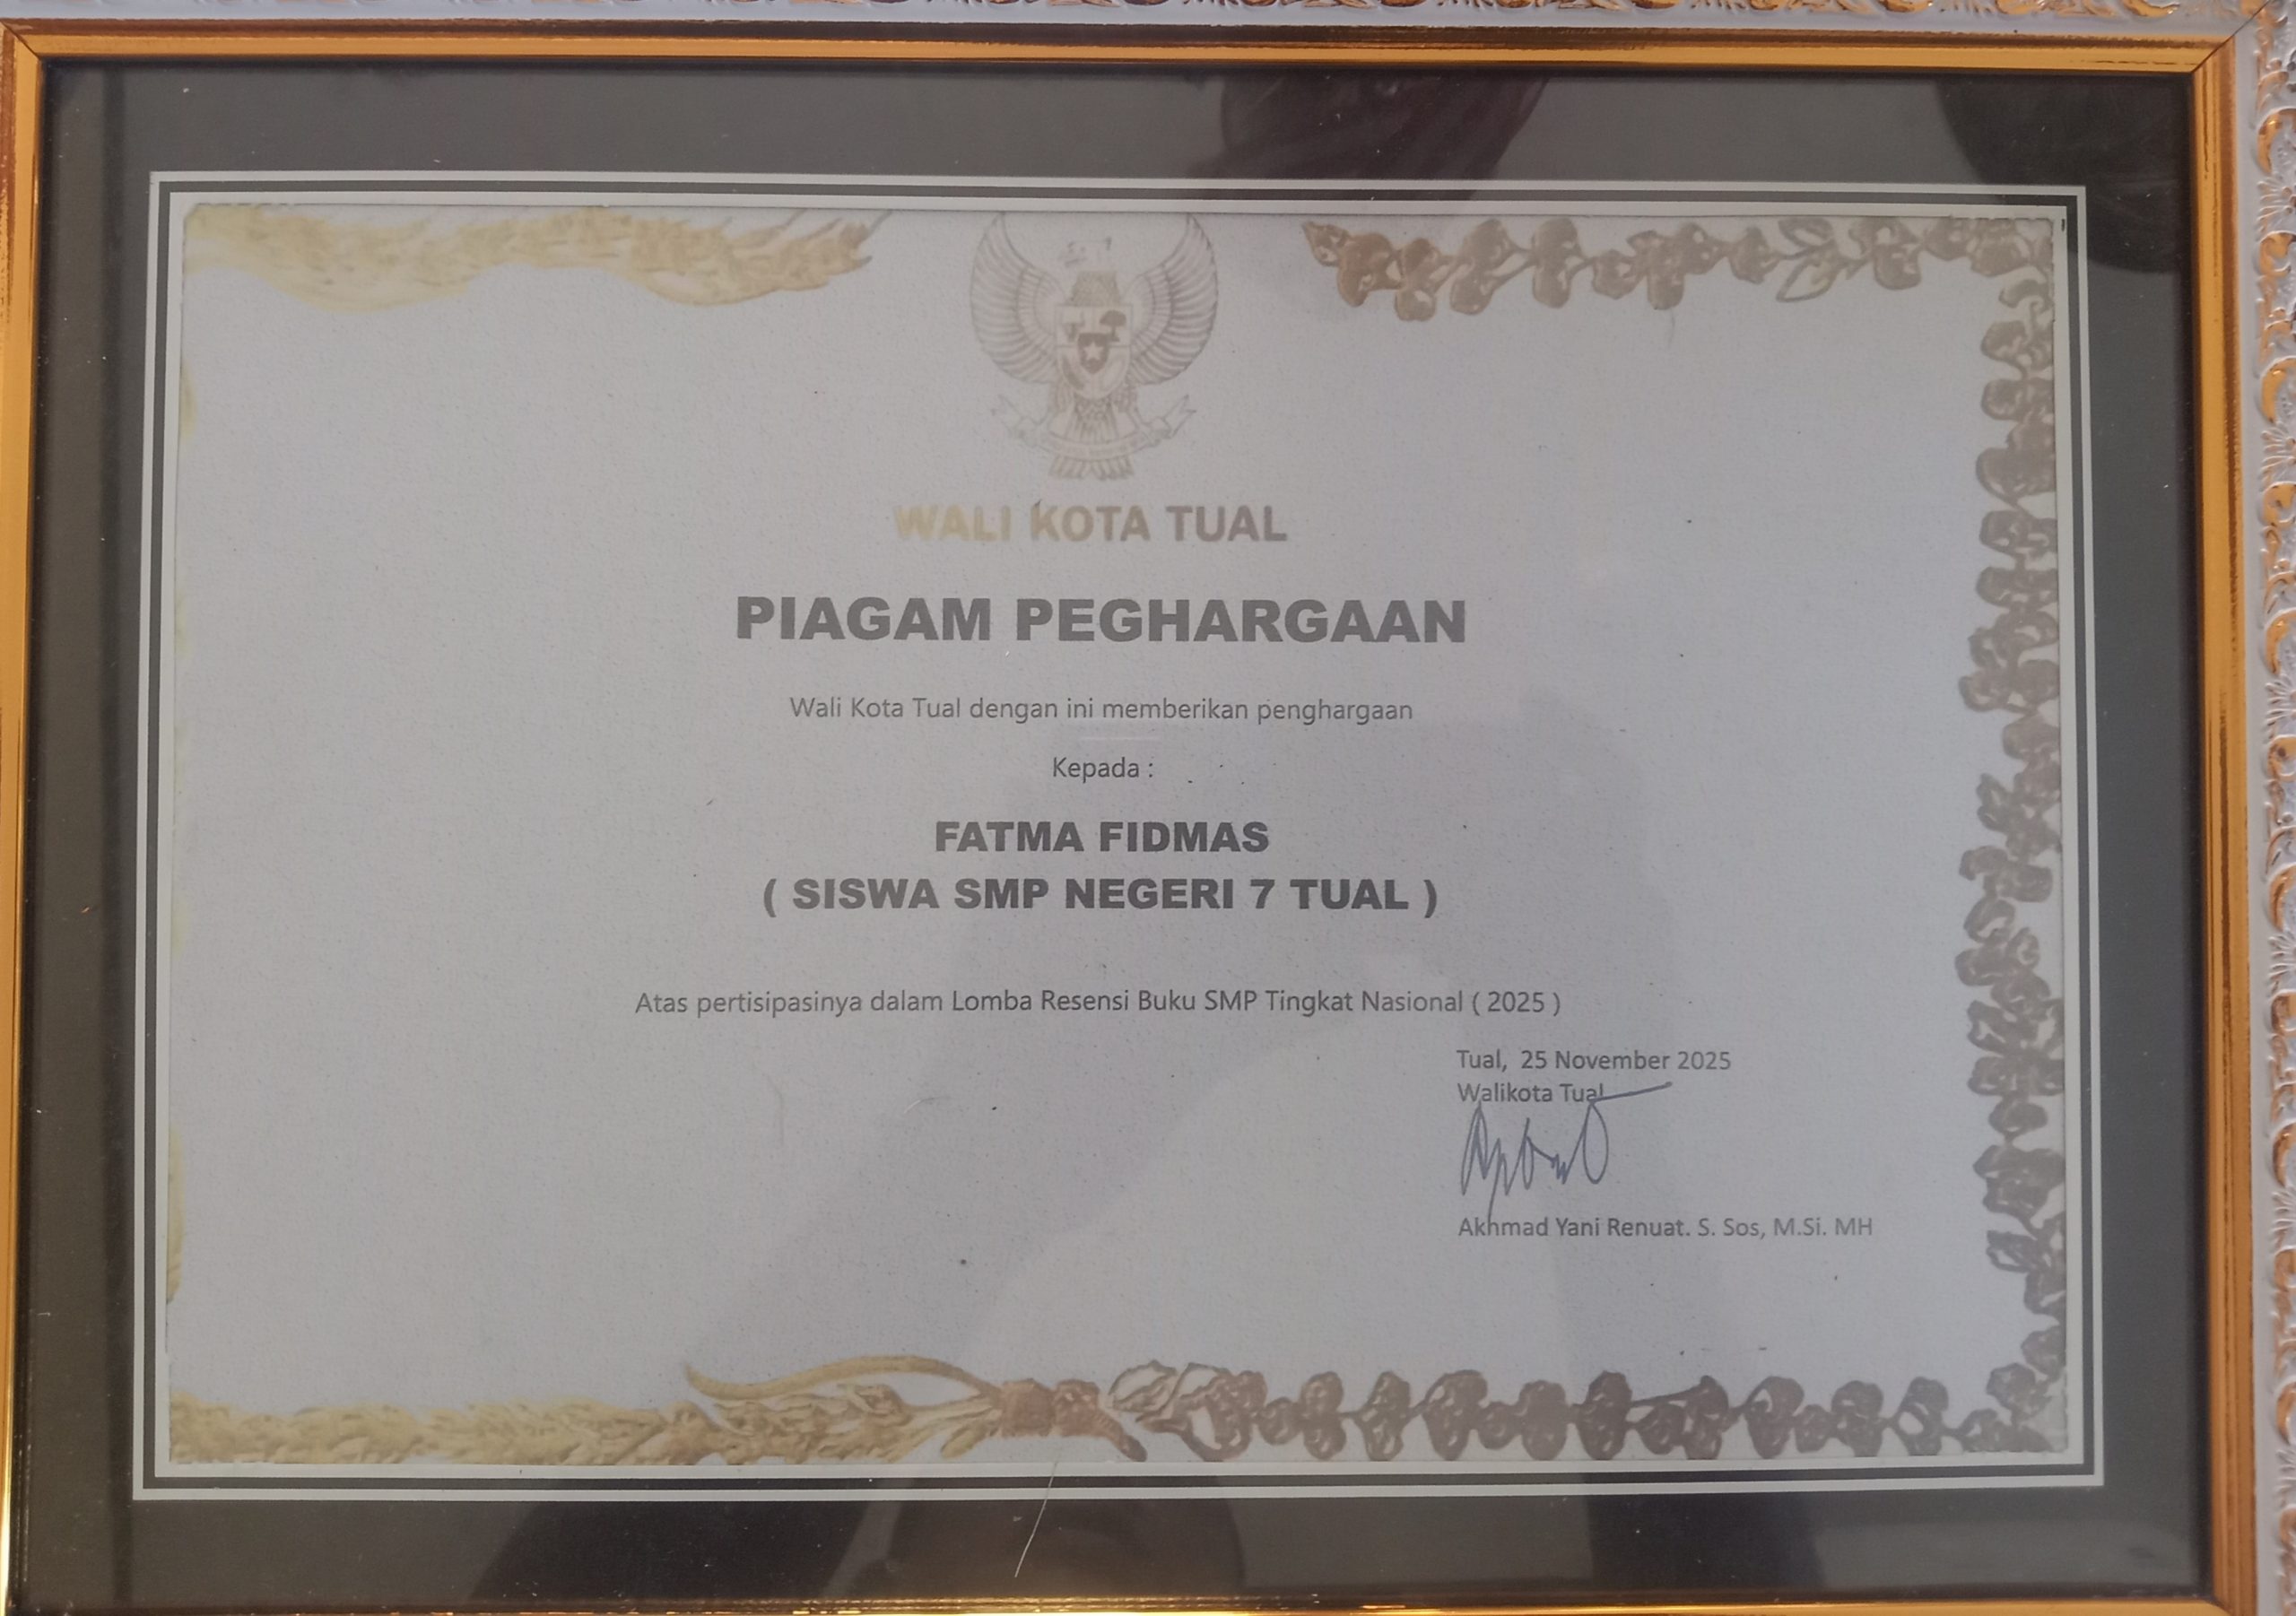 WALI KOTA TUAL
PIAGAM PEGHARGAAN
Wali Kota Tual dengan ini memberikan penghargaan
Kepada :
FATMA FIDMAS
( SISWA SMP NEGERI 7 TUAL )
Atas pertisipasinya dalam Lomba Resensi Buku SMP Tingkat Nasional ( 2025 )
Tual, 25 November 2025
Walikota Tual
Akhmad Yani Renuat. S. Sos, M.Si. MH